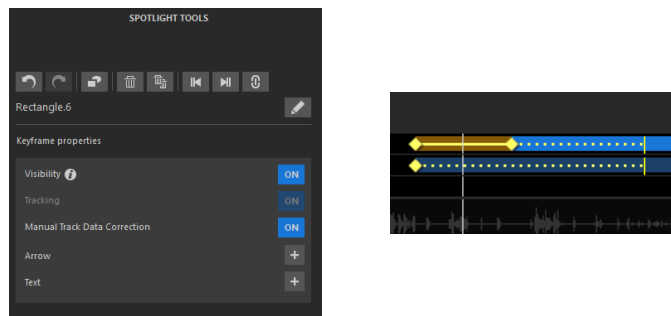 SPOTLIGHT TOOLS
Rectangle.6
Keyframe properties
Visibility ON
Tracking ON
Manual Track Data Correction ON
Arrow +
Text +